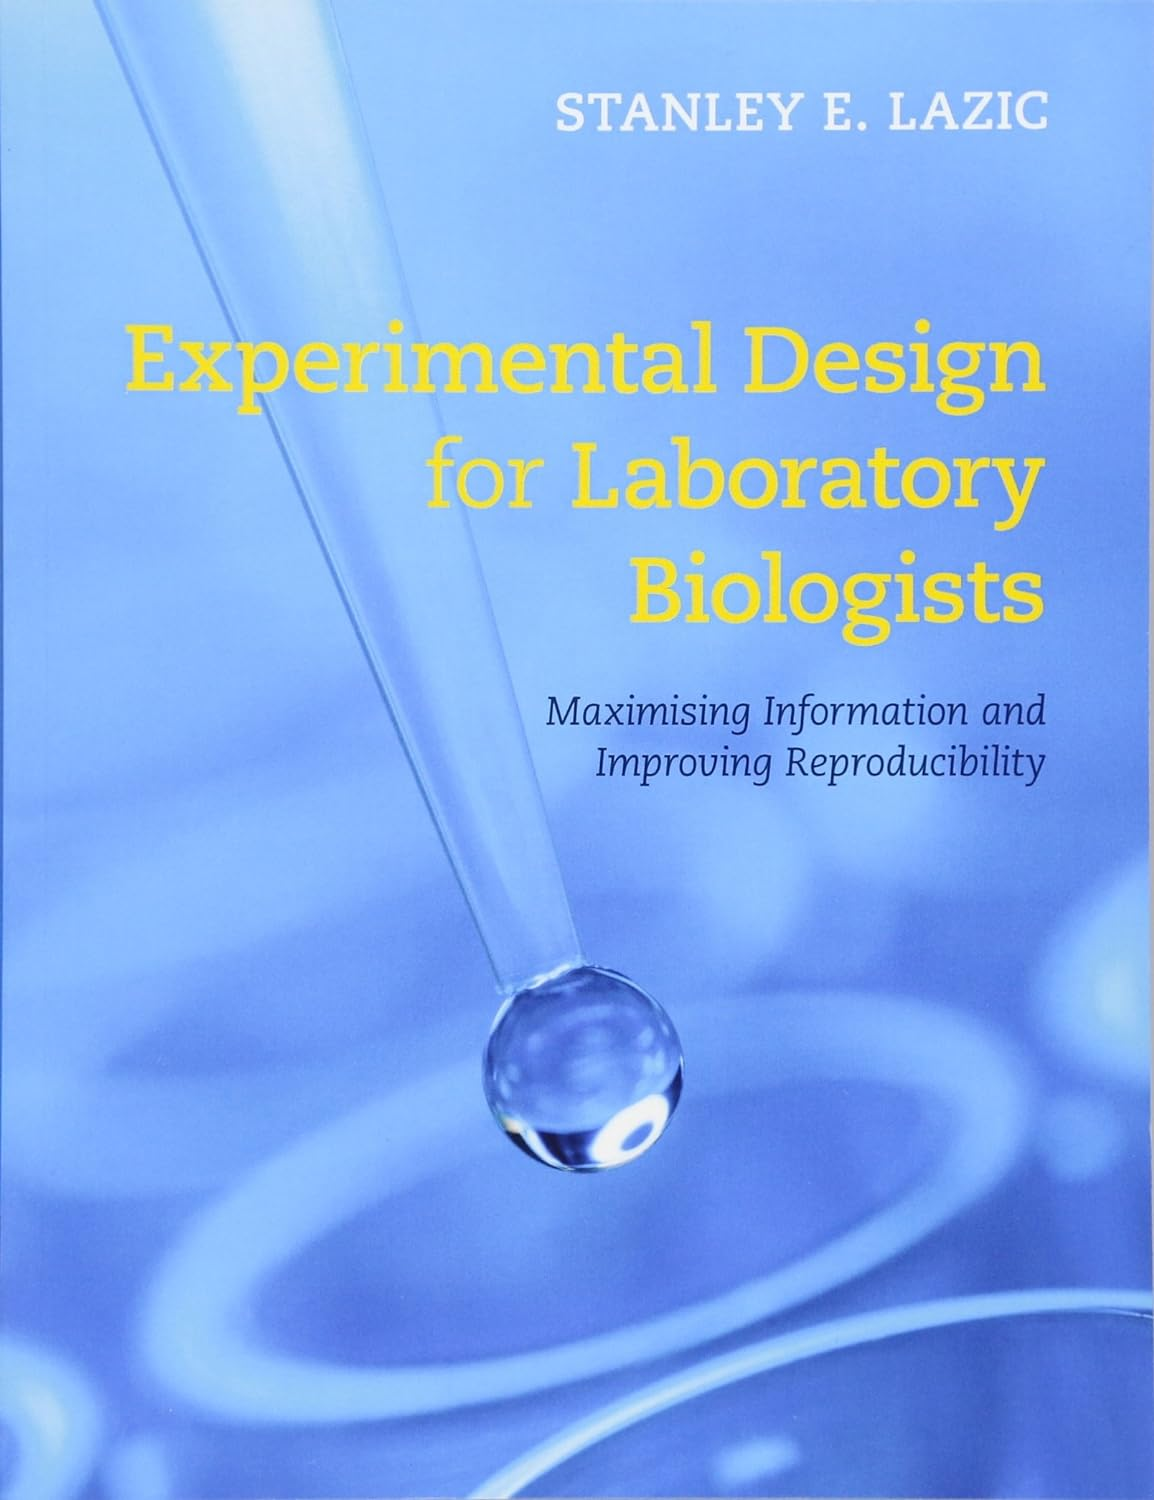 STANLEY E. LAZIC
Experimental Design
for Laboratory
Biologists
Maximising Information and
Improving Reproducibility